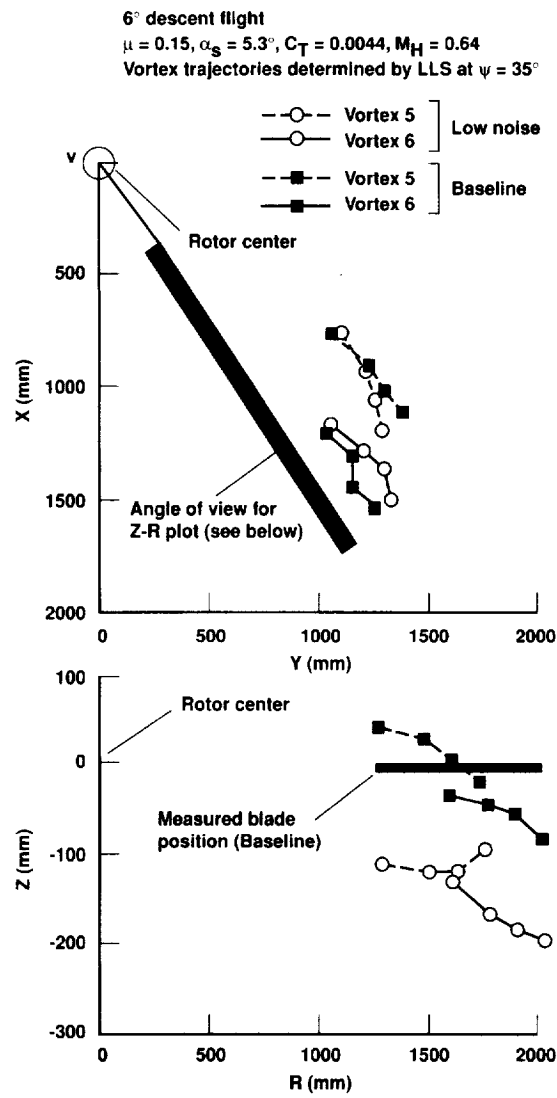 6° descent flight
μ = 0.15, αs = 5.3°, CT = 0.0044, MH = 0.64
Vortex trajectories determined by LLS at ψ = 35°
Vortex 5
Vortex 6
Low noise
Vortex 5
Vortex 6
Baseline
v
Rotor center
500
1000
1500
2000
X (mm)
Angle of view for
Z-R plot (see below)
0
500
1000
1500
2000
Y (mm)
100
0
-100
-200
-300
Z (mm)
Rotor center
Measured blade
position (Baseline)
0
500
1000
1500
2000
R (mm)